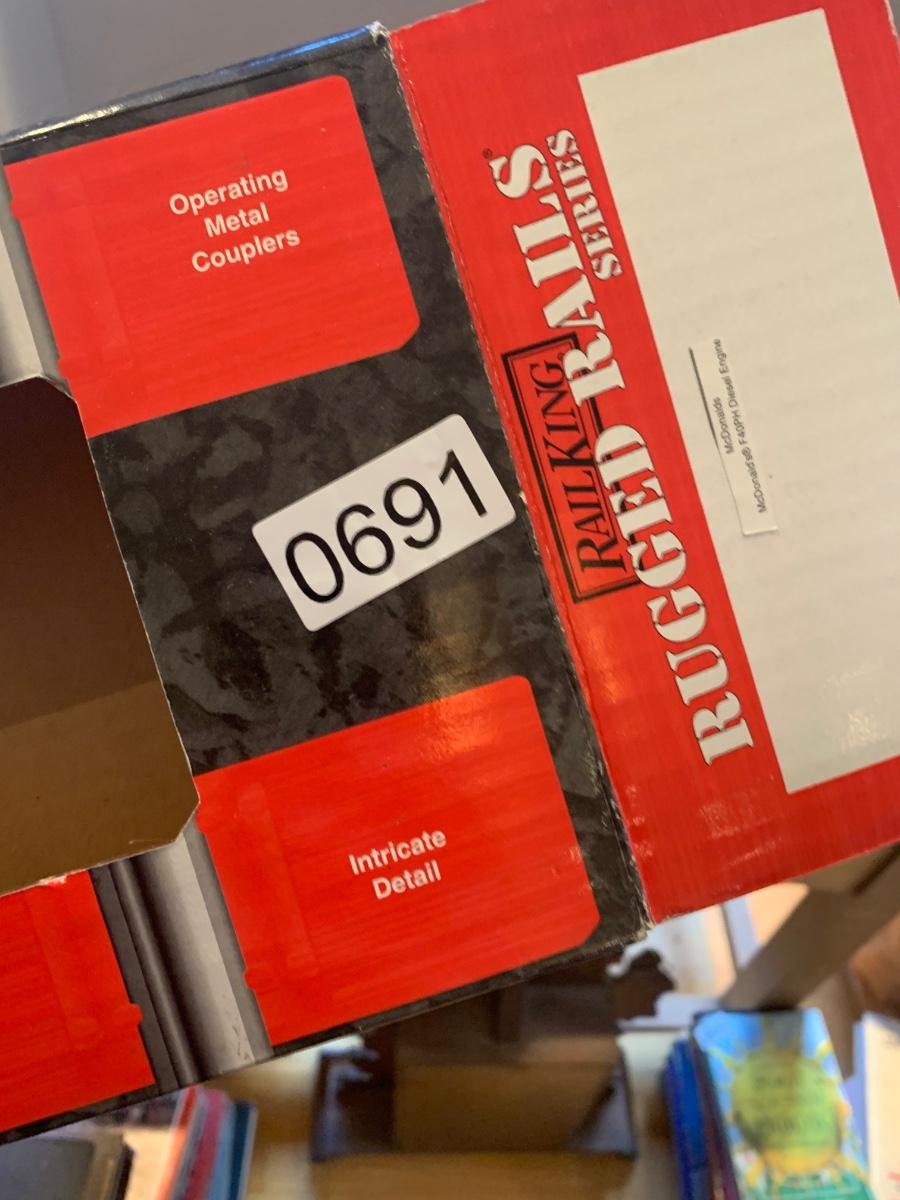 Operating
Metal
Couplers
0691
Intricate
Detail
RAILKING
RUGGED RAILS®
SERIES
McDonalds
McDonald's® F40PH Diesel Engine